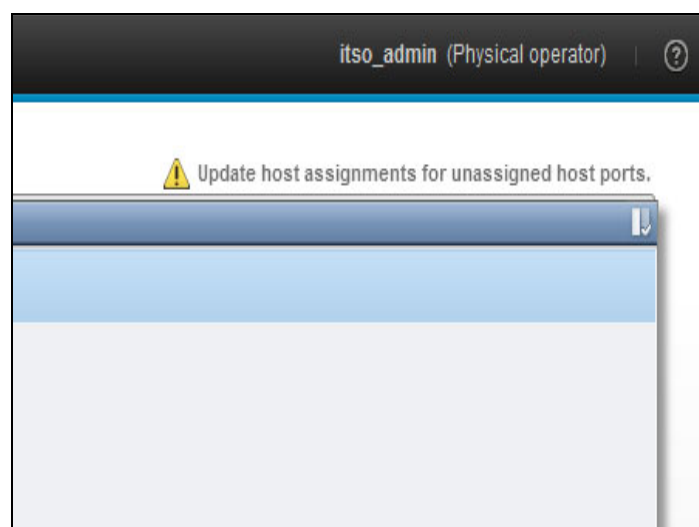 itso_admin (Physical operator) | ?
Update host assignments for unassigned host ports.